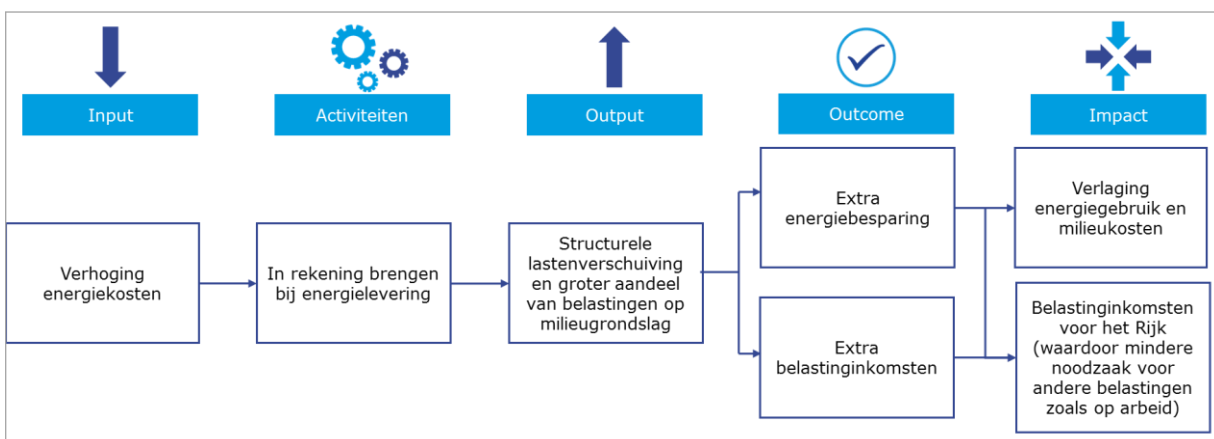 Input
Activiteiten
Output
Outcome
Impact
Verhoging
energiekosten
In rekening brengen
bij energielevering
Structurele
lastenverschuiving
en groter aandeel
van belastingen op
milieugrondslag
Extra
energiebesparing
Extra
belastinginkomsten
Verlaging
energiegebruik en
milieukosten
Belastinginkomsten
voor het Rijk
(waardoor mindere
noodzaak voor
andere belastingen
zoals op arbeid)